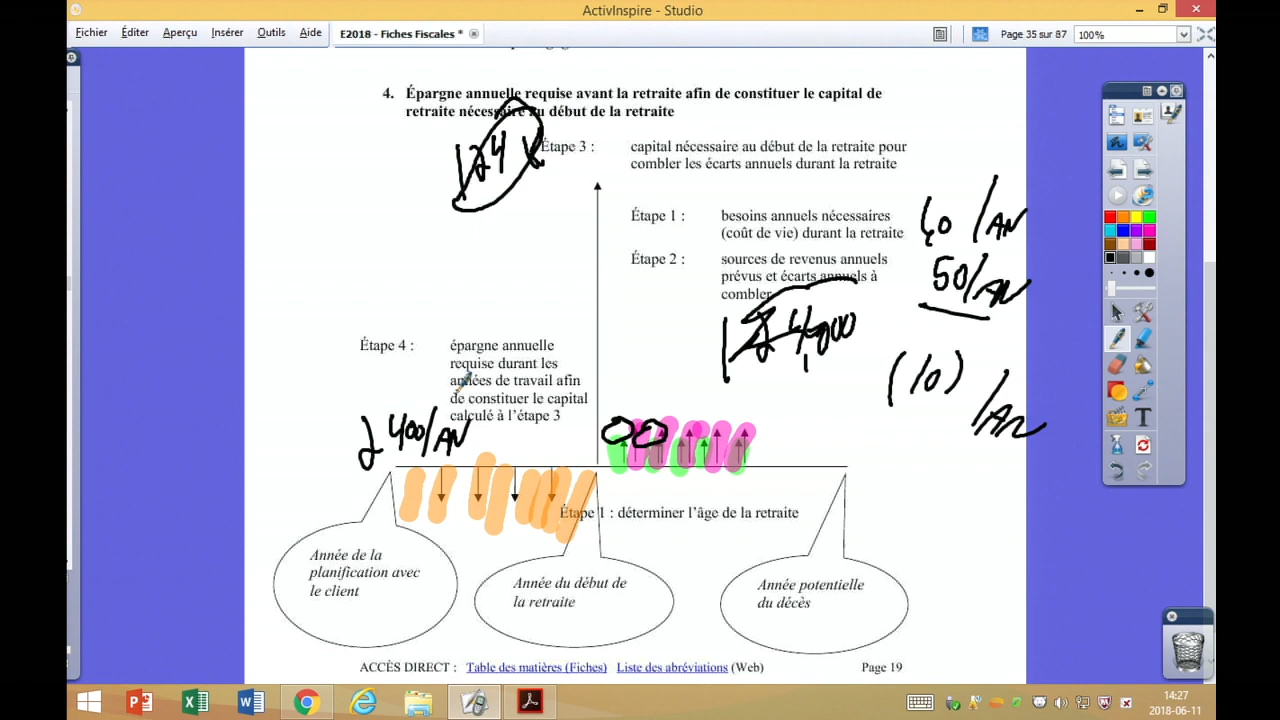 ActivInspire - Studio
Fichier Éditer Aperçu Insérer Outils Aide
E2018 - Fiches Fiscales *
Page 35 sur 87
100%
4. Épargne annuelle requise avant la retraite afin de constituer le capital de
retraite nécessaire au début de la retraite
124 k
Étape 3 : capital nécessaire au début de la retraite pour
combler les écarts annuels durant la retraite
Étape 1 : besoins annuels nécessaires
(coût de vie) durant la retraite
/AN
Étape 2 : sources de revenus annuels
prévus et écarts annuels à
combler
50/AN
124,000
(10) /AN
Étape 4 : épargne annuelle
requise durant les
années de travail afin
de constituer le capital
calculé à l'étape 3
2400/AN
Étape 1 : déterminer l'âge de la retraite
Année de la
planification avec
le client
Année du début de
la retraite
Année potentielle
du décès
ACCÈS DIRECT : Table des matières (Fiches) Liste des abréviations (Web) Page 19
14:27
2018-06-11